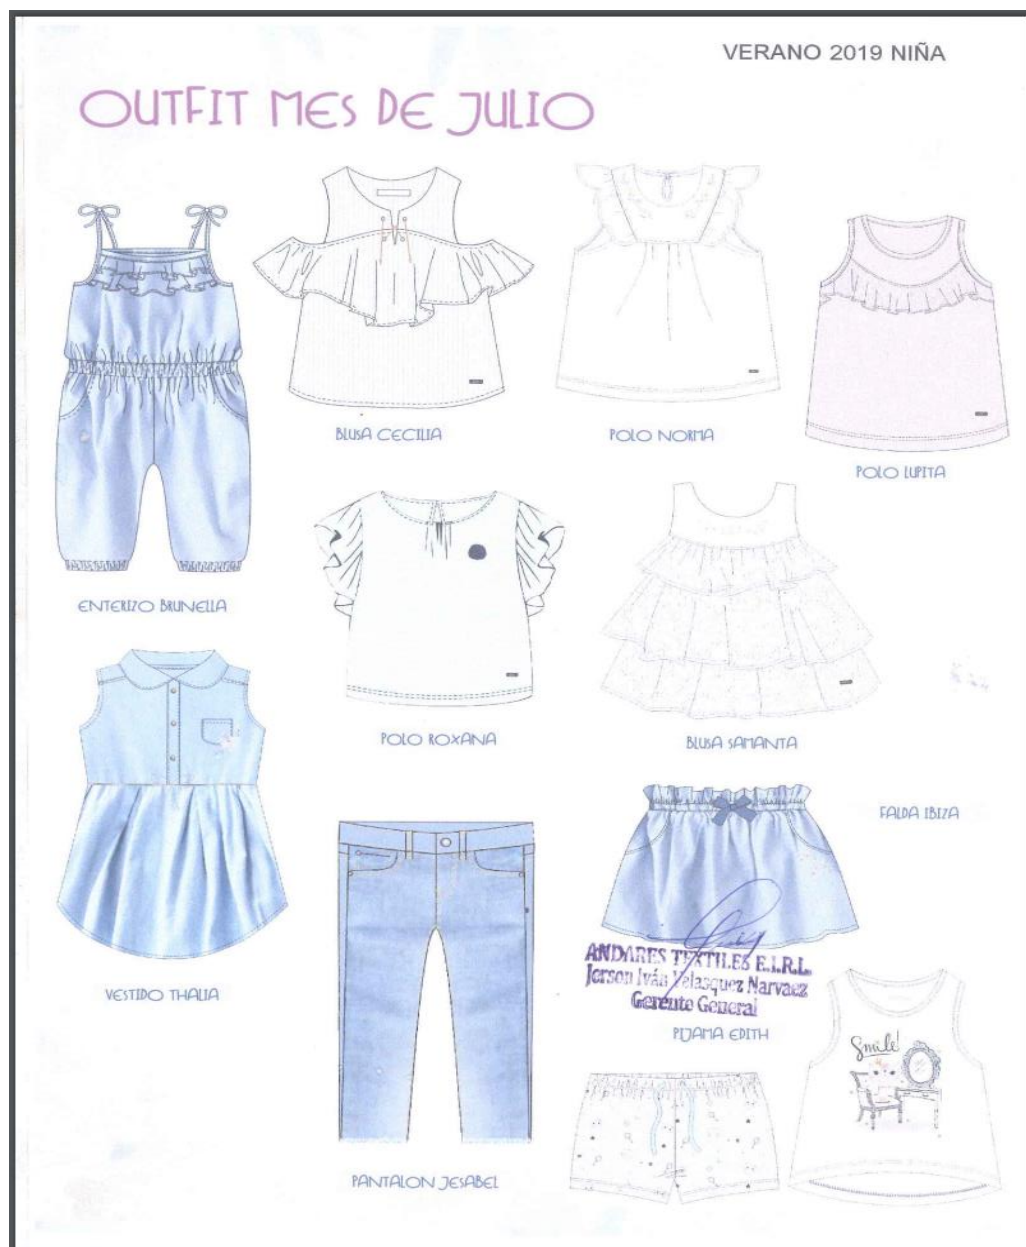 VERANO 2019 NIÑA
OUTFIT MES DE JULIO
BLUSA CECILIA
POLO NORMA
POLO LUPITA
ENTERIZO BRUNELLA
POLO ROXANA
BLUSA SAMANTA
FALDA IBIZA
VESTIDO THALIA
ANDARES TEXTILES E.I.R.L.
Jerson Iván Velasquez Narvaez
Gerente General
PIJAMA EDITH
Smile!
PANTALON JESABEL